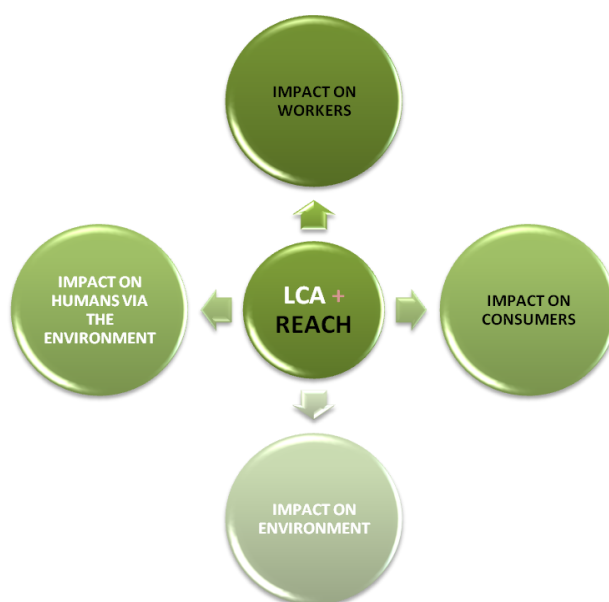 IMPACT ON
WORKERS
IMPACT ON
HUMANS VIA
THE
ENVIRONMENT
LCA +
REACH
IMPACT ON
CONSUMERS
IMPACT ON
ENVIRONMENT